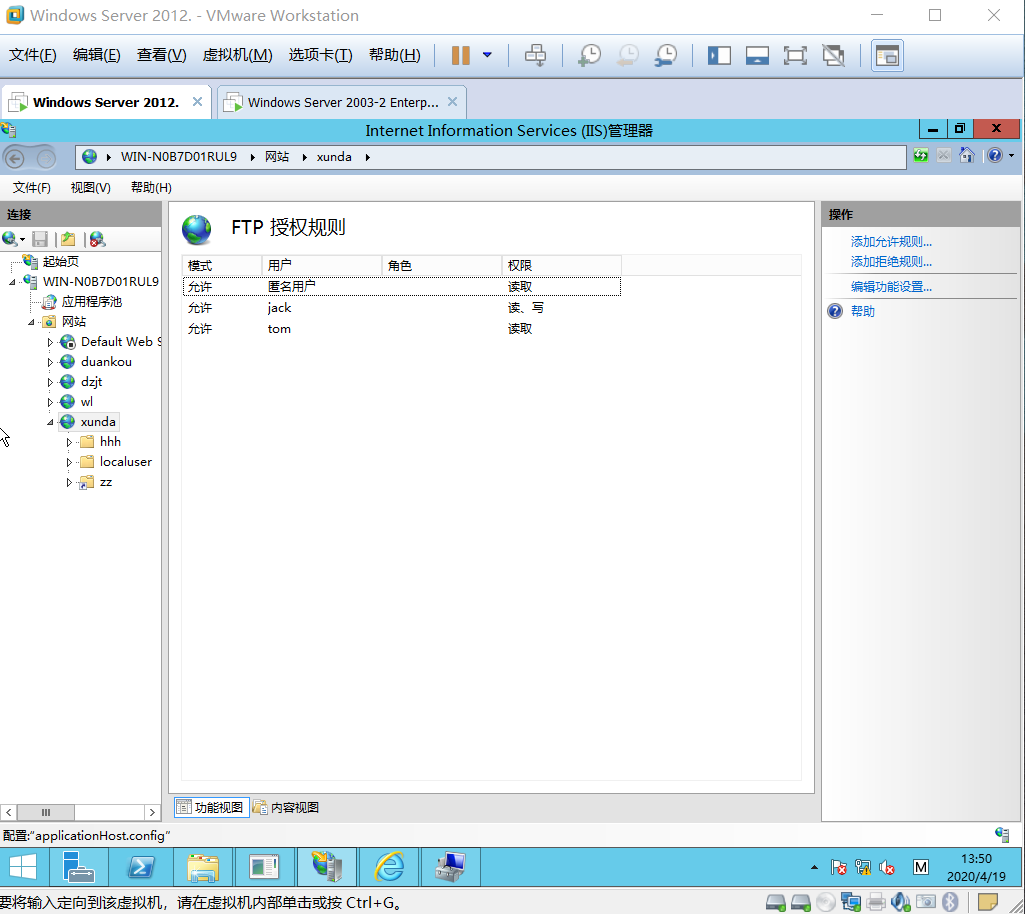 Windows Server 2012. - VMware Workstation
文件(F) 编辑(E) 查看(V) 虚拟机(M) 选项卡(T) 帮助(H)
Windows Server 2012. Windows Server 2003-2 Enterp...
Internet Information Services (IIS)管理器
WIN-N0B7D01RUL9 网站 xunda
文件(F) 视图(V) 帮助(H)
连接
起始页
WIN-N0B7D01RUL9
应用程序池
网站
Default Web S
duankou
dzjt
wl
xunda
hhh
localuser
zz
FTP 授权规则
模式 用户 角色 权限
允许 匿名用户 读取
允许 jack 读、写
允许 tom 读取
功能视图 内容视图
操作
添加允许规则...
添加拒绝规则...
编辑功能设置...
帮助
配置:“applicationHost.config”
M
13:50
2020/4/19
要将输入定向到该虚拟机，请在虚拟机内部单击或按 Ctrl+G。